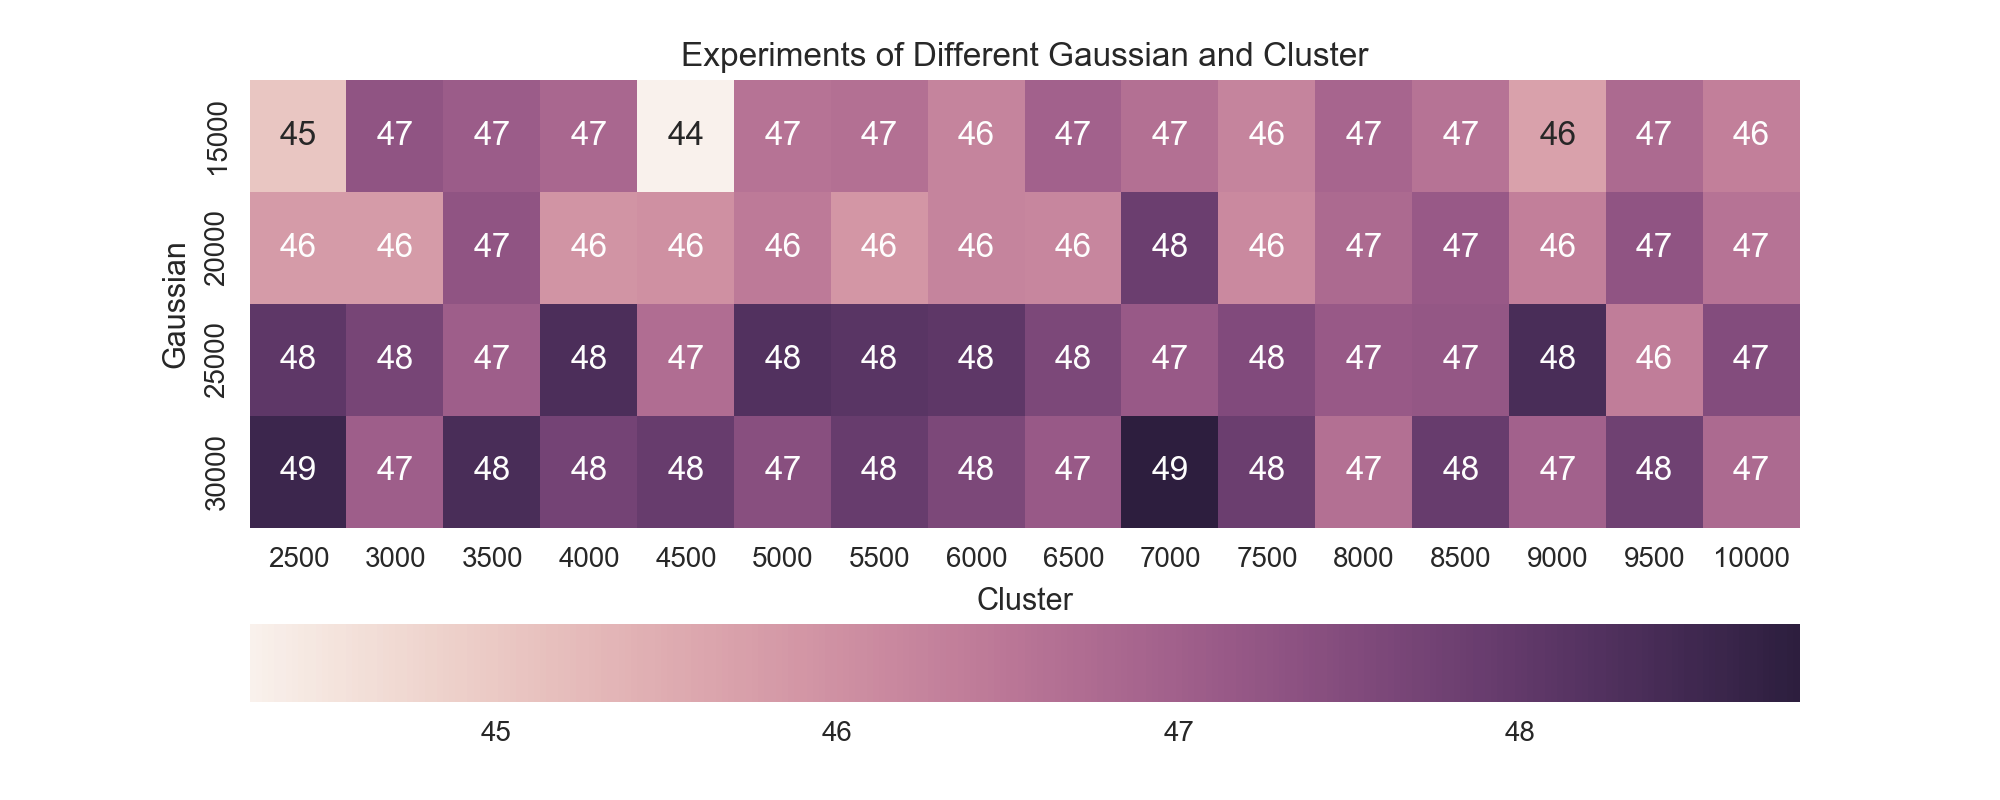 Experiments of Different Gaussian and Cluster
Gaussian
15000 45 47 47 47 44 47 47 46 47 47 46 47 47 46 47 46
20000 46 46 47 46 46 46 46 46 46 48 46 47 47 46 47 47
25000 48 48 47 48 47 48 48 48 48 47 48 47 47 48 46 47
30000 49 47 48 48 48 47 48 48 47 49 48 47 48 47 48 47
2500 3000 3500 4000 4500 5000 5500 6000 6500 7000 7500 8000 8500 9000 9500 10000
Cluster
45 46 47 48